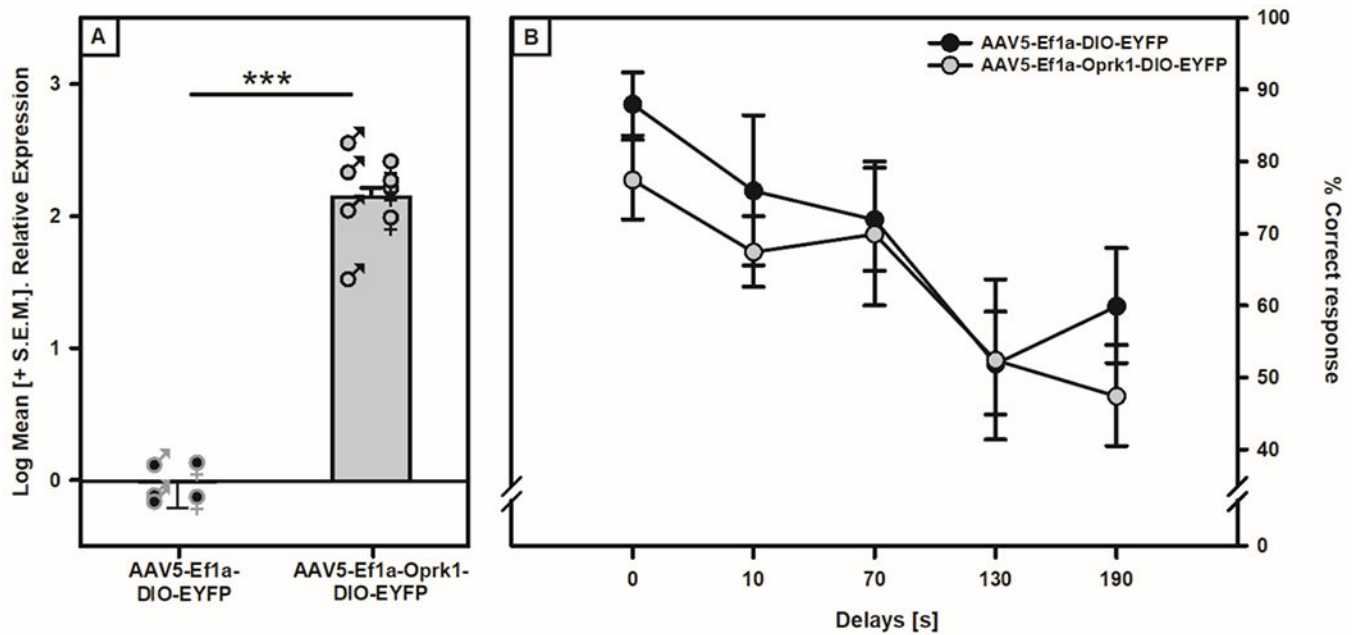 A
Log Mean [+ S.E.M.]. Relative Expression
3
2
1
0
***
AAV5-Ef1a-
DIO-EYFP
AAV5-Ef1a-Oprk1-
DIO-EYFP
B
AAV5-Ef1a-DIO-EYFP
AAV5-Ef1a-Oprk1-DIO-EYFP
100
90
80
70
60
50
40
0
% Correct response
0 10 70 130 190
Delays [s]